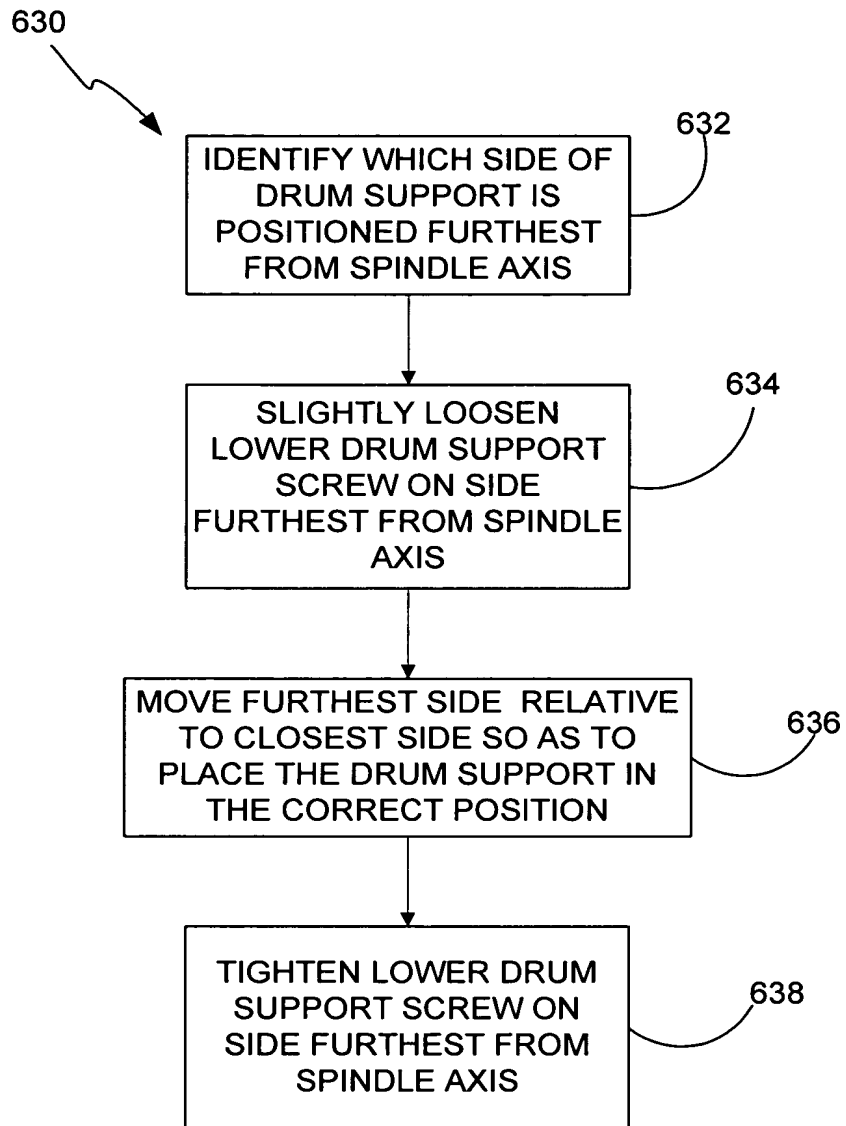 630
632
IDENTIFY WHICH SIDE OF
DRUM SUPPORT IS
POSITIONED FURTHEST
FROM SPINDLE AXIS
634
SLIGHTLY LOOSEN
LOWER DRUM SUPPORT
SCREW ON SIDE
FURTHEST FROM SPINDLE
AXIS
MOVE FURTHEST SIDE RELATIVE
TO CLOSEST SIDE SO AS TO
PLACE THE DRUM SUPPORT IN
THE CORRECT POSITION
636
TIGHTEN LOWER DRUM
SUPPORT SCREW ON
SIDE FURTHEST FROM
SPINDLE AXIS
638